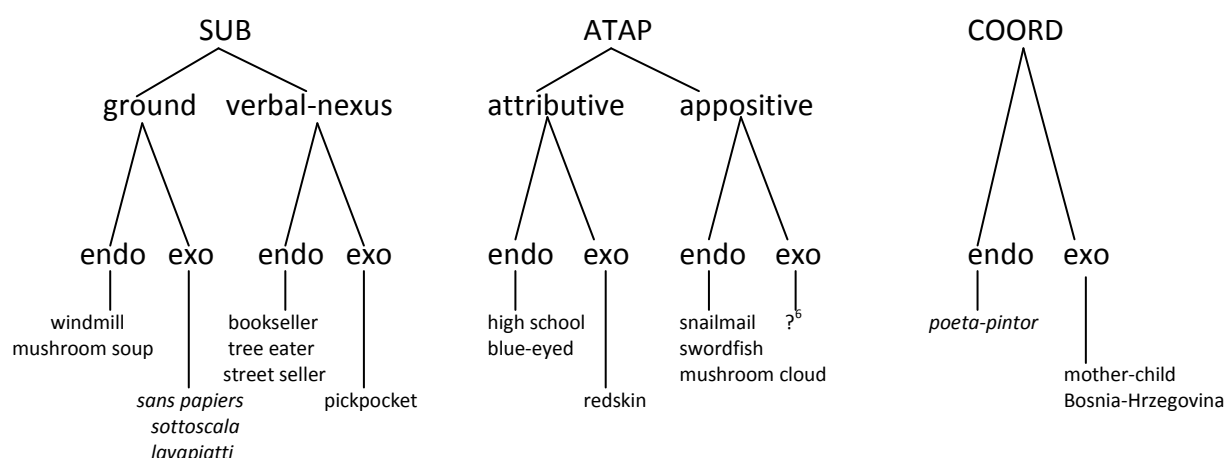 SUB ATAP COORD
ground verbal-nexus attributive appositive
endo exo endo exo endo exo endo exo endo exo
windmill
mushroom soup
sans papiers
sottoscala
lavapiatti
bookseller
tree eater
street seller
pickpocket
high school
blue-eyed
redskin
snailmail
swordfish
mushroom cloud
?6
poeta-pintor
mother-child
Bosnia-Hrzegovina